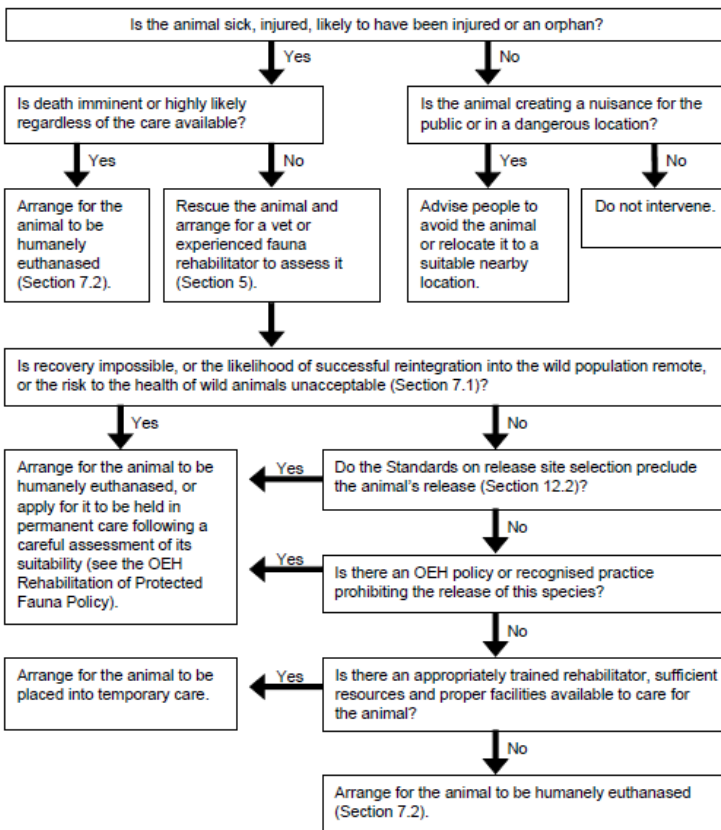 Is the animal sick, injured, likely to have been injured or an orphan?
Yes
No
Is death imminent or highly likely
regardless of the care available?
Is the animal creating a nuisance for the
public or in a dangerous location?
Yes
No
Yes
No
Arrange for the
animal to be
humanely
euthanased
(Section 7.2).
Rescue the animal and
arrange for a vet or
experienced fauna
rehabilitator to assess it
(Section 5).
Advise people to
avoid the animal
or relocate it to a
suitable nearby
location.
Do not intervene.
Is recovery impossible, or the likelihood of successful reintegration into the wild population remote,
or the risk to the health of wild animals unacceptable (Section 7.1)?
Yes
No
Arrange for the animal to be
humanely euthanased, or
apply for it to be held in
permanent care following a
careful assessment of its
suitability (see the OEH
Rehabilitation of Protected
Fauna Policy).
Yes
Do the Standards on release site selection preclude
the animal's release (Section 12.2)?
No
Yes
Is there an OEH policy or recognised practice
prohibiting the release of this species?
No
Arrange for the animal to be
placed into temporary care.
Yes
Is there an appropriately trained rehabilitator, sufficient
resources and proper facilities available to care for
the animal?
No
Arrange for the animal to be humanely euthanased
(Section 7.2).